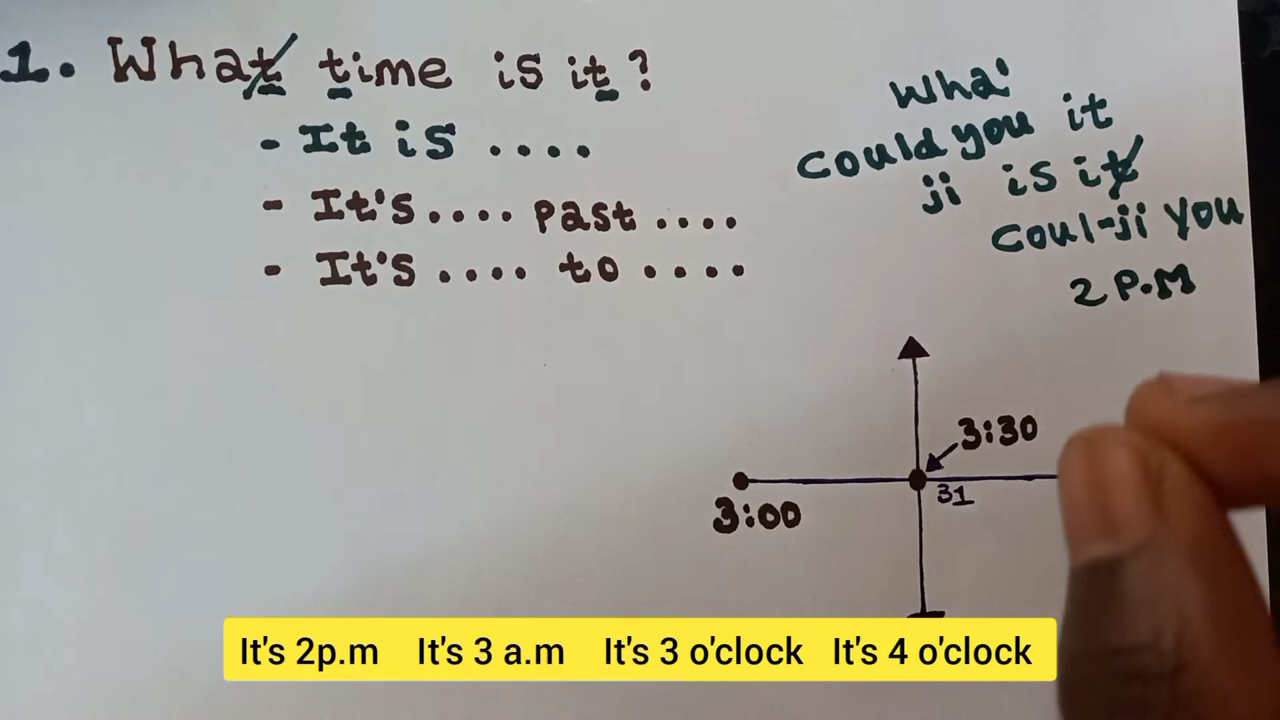 1. What time is it?
- It is ....
- It's .... past ....
- It's .... to ....
Wha'
could you it
ji is it
coul-ji you
2 P.M
3:30
31
3:00
It's 2p.m It's 3 a.m It's 3 o'clock It's 4 o'clock